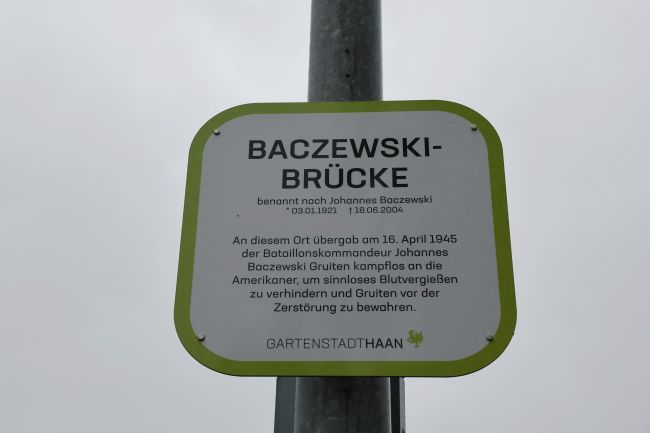 BACZEWSKI-
BRÜCKE
benannt nach Johannes Baczewski
* 03.01.1921 † 18.06.2004
An diesem Ort übergab am 16. April 1945
der Bataillonskommandeur Johannes
Baczewski Gruiten kampflos an die
Amerikaner, um sinnloses Blutvergießen
zu verhindern und Gruiten vor der
Zerstörung zu bewahren.
GARTENSTADTHAAN